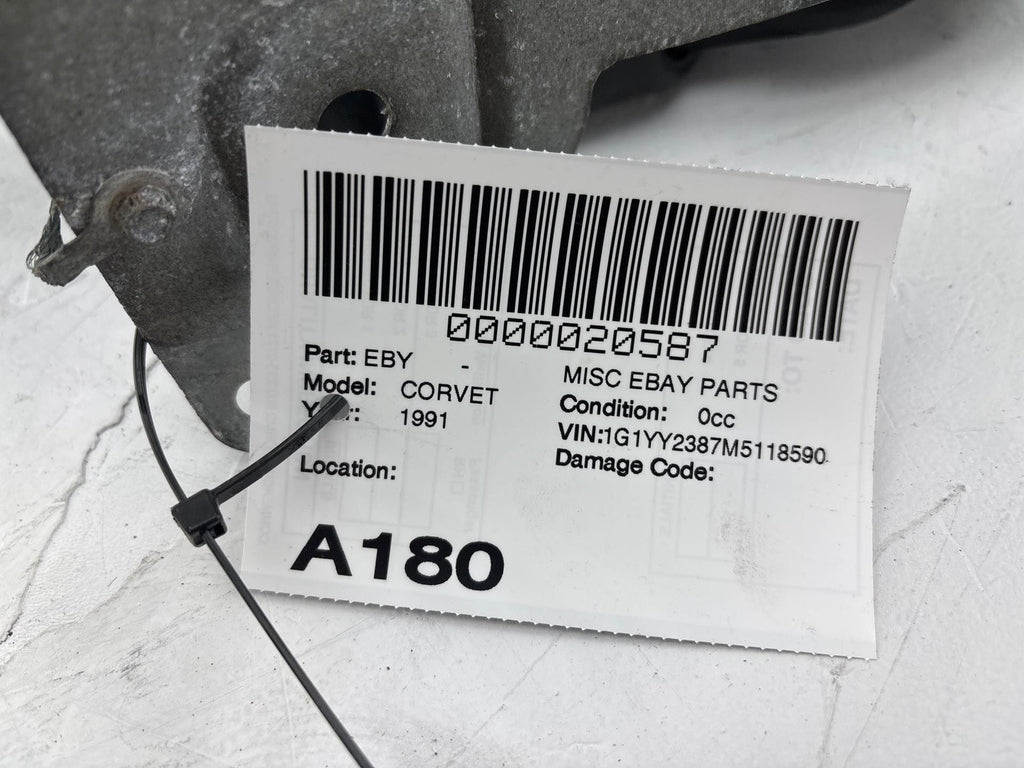 0000020587
Part: EBY - MISC EBAY PARTS
Model: CORVET Condition: 0cc
1991 VIN:1G1YY2387M5118590
Location: Damage Code:
A180